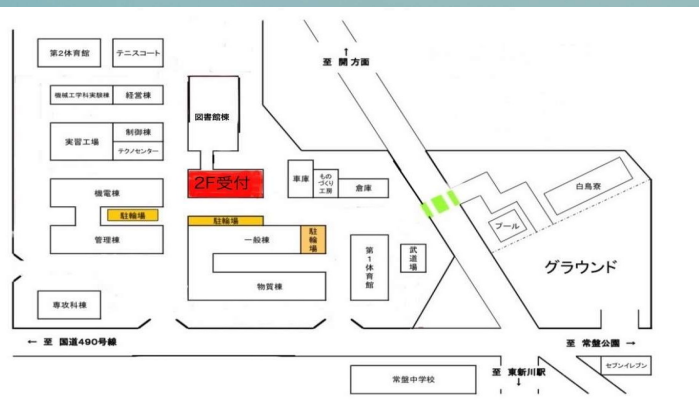 第2体育館
テニスコート
↑
至 開 方面
機械工学科実験棟
経営棟
図書館棟
実習工場
制御棟
テクノセンター
2F受付
車庫
もの
づくり
工房
倉庫
白鳥寮
機電棟
駐輪場
管理棟
駐輪場
一般棟
駐輪場
物質棟
第1体育館
武道場
プール
グラウンド
専攻科棟
← 至 国道490号線
至 常盤公園 →
セブンイレブン
常盤中学校
至 東新川駅
↓